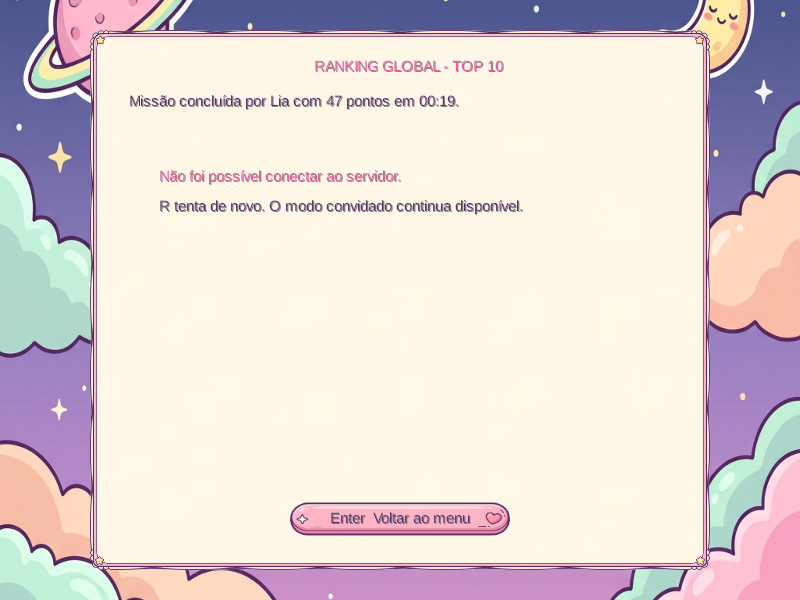 RANKING GLOBAL - TOP 10
Missão concluída por Lia com 47 pontos em 00:19.
Não foi possível conectar ao servidor.
R tenta de novo. O modo convidado continua disponível.
Enter  Voltar ao menu